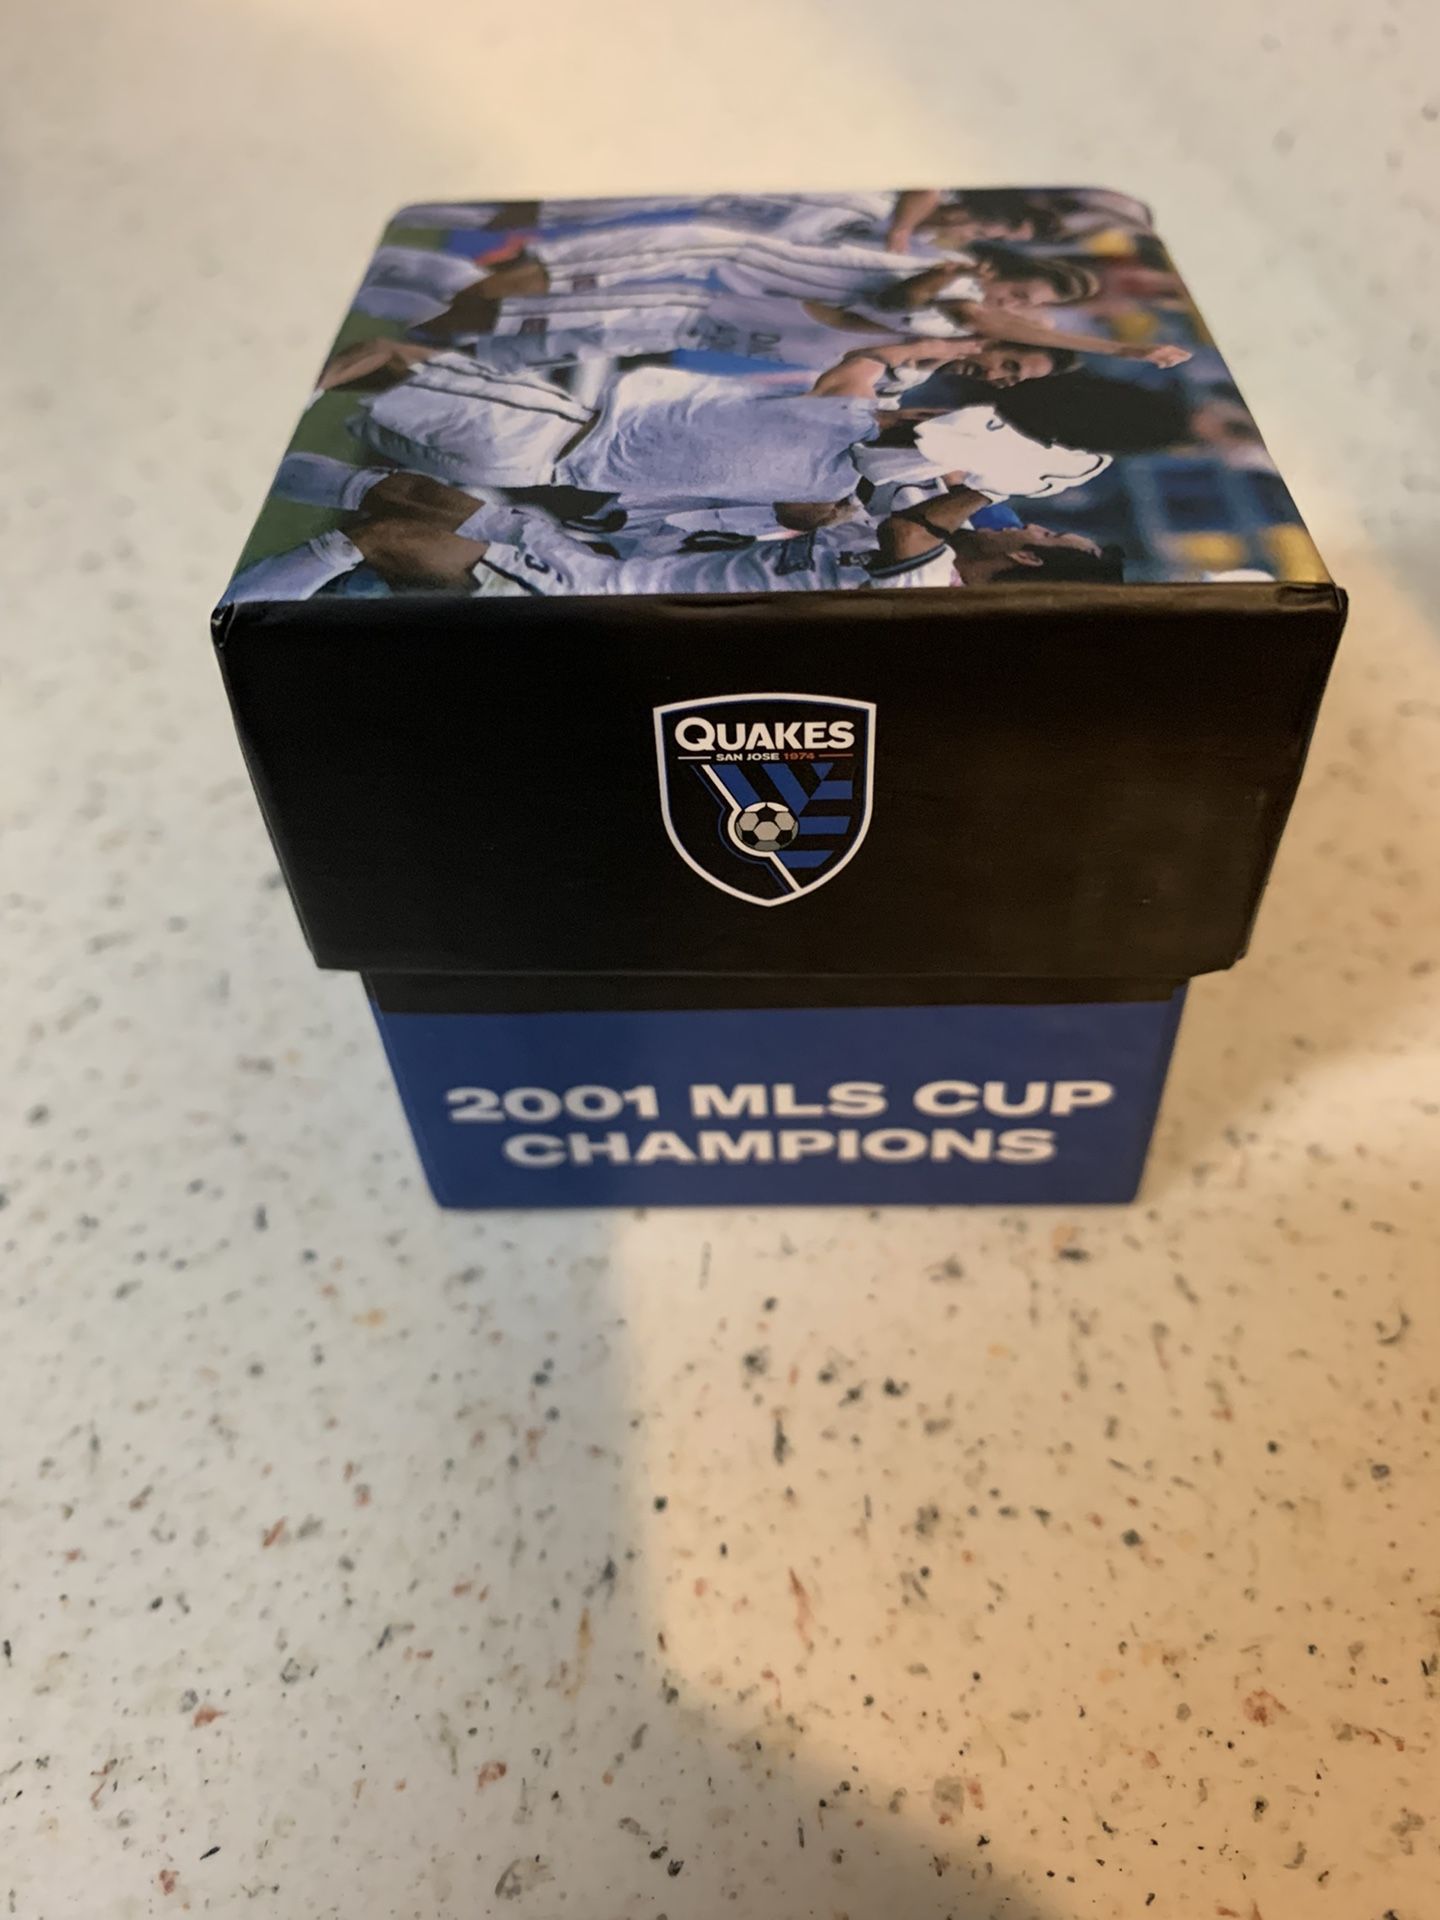 QUAKES
SAN JOSE 1974
2001 MLS CUP
CHAMPIONS